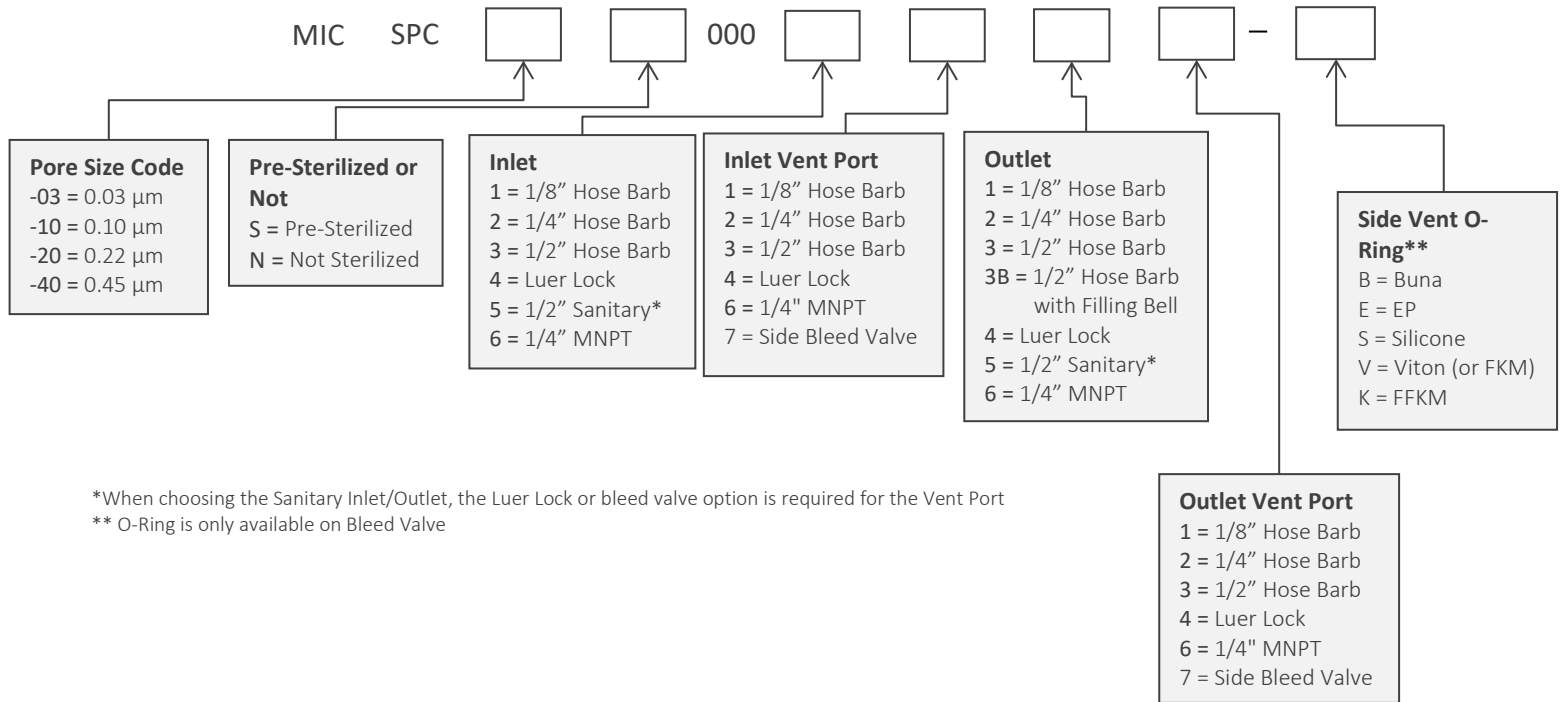 MIC SPC 000 –
Pore Size Code
-03 = 0.03 µm
-10 = 0.10 µm
-20 = 0.22 µm
-40 = 0.45 µm
Pre-Sterilized or
Not
S = Pre-Sterilized
N = Not Sterilized
Inlet
1 = 1/8” Hose Barb
2 = 1/4” Hose Barb
3 = 1/2” Hose Barb
4 = Luer Lock
5 = 1/2” Sanitary*
6 = 1/4” MNPT
Inlet Vent Port
1 = 1/8” Hose Barb
2 = 1/4” Hose Barb
3 = 1/2” Hose Barb
4 = Luer Lock
6 = 1/4" MNPT
7 = Side Bleed Valve
Outlet
1 = 1/8” Hose Barb
2 = 1/4” Hose Barb
3 = 1/2” Hose Barb
3B = 1/2” Hose Barb
with Filling Bell
4 = Luer Lock
5 = 1/2” Sanitary*
6 = 1/4” MNPT
Side Vent O-
Ring**
B = Buna
E = EP
S = Silicone
V = Viton (or FKM)
K = FFKM
*When choosing the Sanitary Inlet/Outlet, the Luer Lock or bleed valve option is required for the Vent Port
** O-Ring is only available on Bleed Valve
Outlet Vent Port
1 = 1/8” Hose Barb
2 = 1/4” Hose Barb
3 = 1/2” Hose Barb
4 = Luer Lock
6 = 1/4" MNPT
7 = Side Bleed Valve